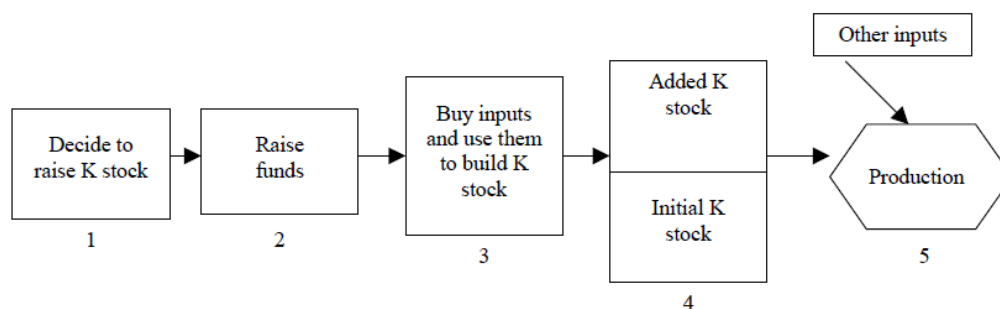 Decide to
raise K stock
1
Raise
funds
2
Buy inputs
and use them
to build K
stock
3
Added K
stock
Initial K
stock
4
Other inputs
Production
5